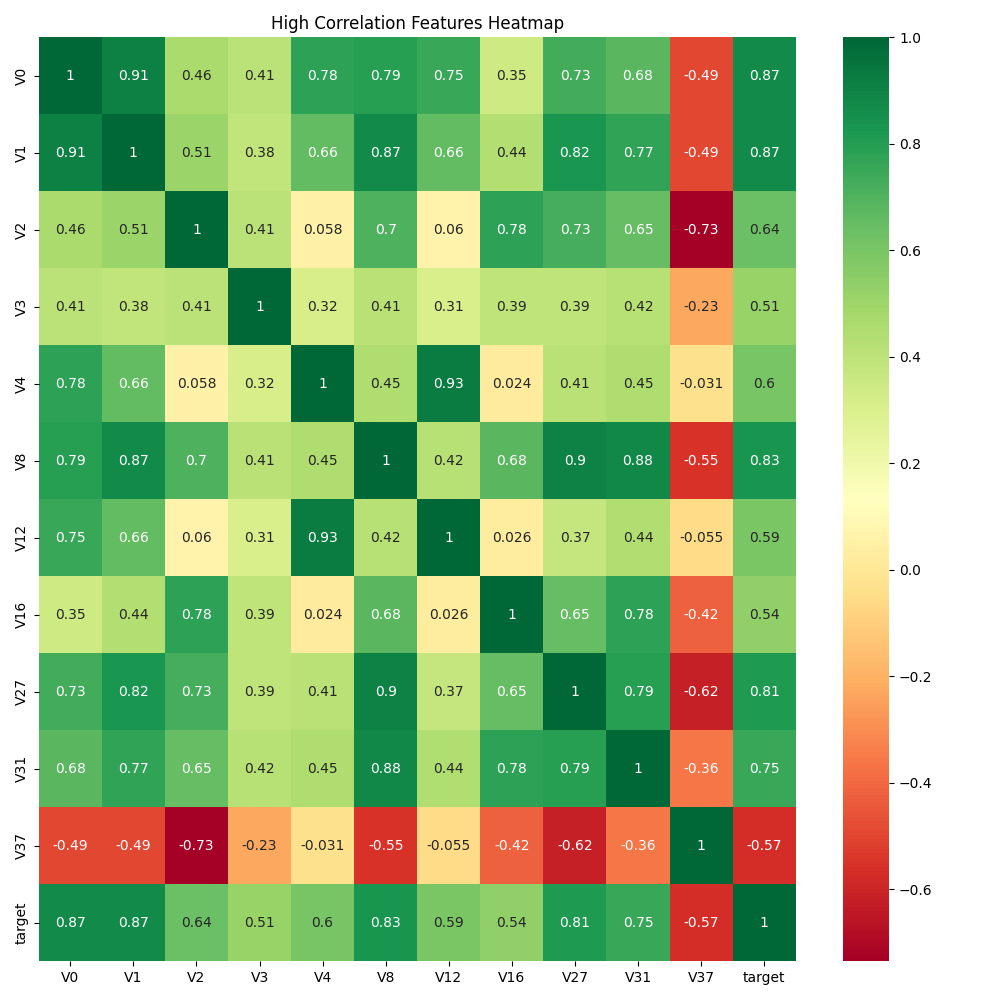 High Correlation Features Heatmap
V0 1 0.91 0.46 0.41 0.78 0.79 0.75 0.35 0.73 0.68 -0.49 0.87
V1 0.91 1 0.51 0.38 0.66 0.87 0.66 0.44 0.82 0.77 -0.49 0.87
V2 0.46 0.51 1 0.41 0.058 0.7 0.06 0.78 0.73 0.65 -0.73 0.64
V3 0.41 0.38 0.41 1 0.32 0.41 0.31 0.39 0.39 0.42 -0.23 0.51
V4 0.78 0.66 0.058 0.32 1 0.45 0.93 0.024 0.41 0.45 -0.031 0.6
V8 0.79 0.87 0.7 0.41 0.45 1 0.42 0.68 0.9 0.88 -0.55 0.83
V12 0.75 0.66 0.06 0.31 0.93 0.42 1 0.026 0.37 0.44 -0.055 0.59
V16 0.35 0.44 0.78 0.39 0.024 0.68 0.026 1 0.65 0.78 -0.42 0.54
V27 0.73 0.82 0.73 0.39 0.41 0.9 0.37 0.65 1 0.79 -0.62 0.81
V31 0.68 0.77 0.65 0.42 0.45 0.88 0.44 0.78 0.79 1 -0.36 0.75
V37 -0.49 -0.49 -0.73 -0.23 -0.031 -0.55 -0.055 -0.42 -0.62 -0.36 1 -0.57
target 0.87 0.87 0.64 0.51 0.6 0.83 0.59 0.54 0.81 0.75 -0.57 1
V0 V1 V2 V3 V4 V8 V12 V16 V27 V31 V37 target
1.0
0.8
0.6
0.4
0.2
0.0
−0.2
−0.4
−0.6